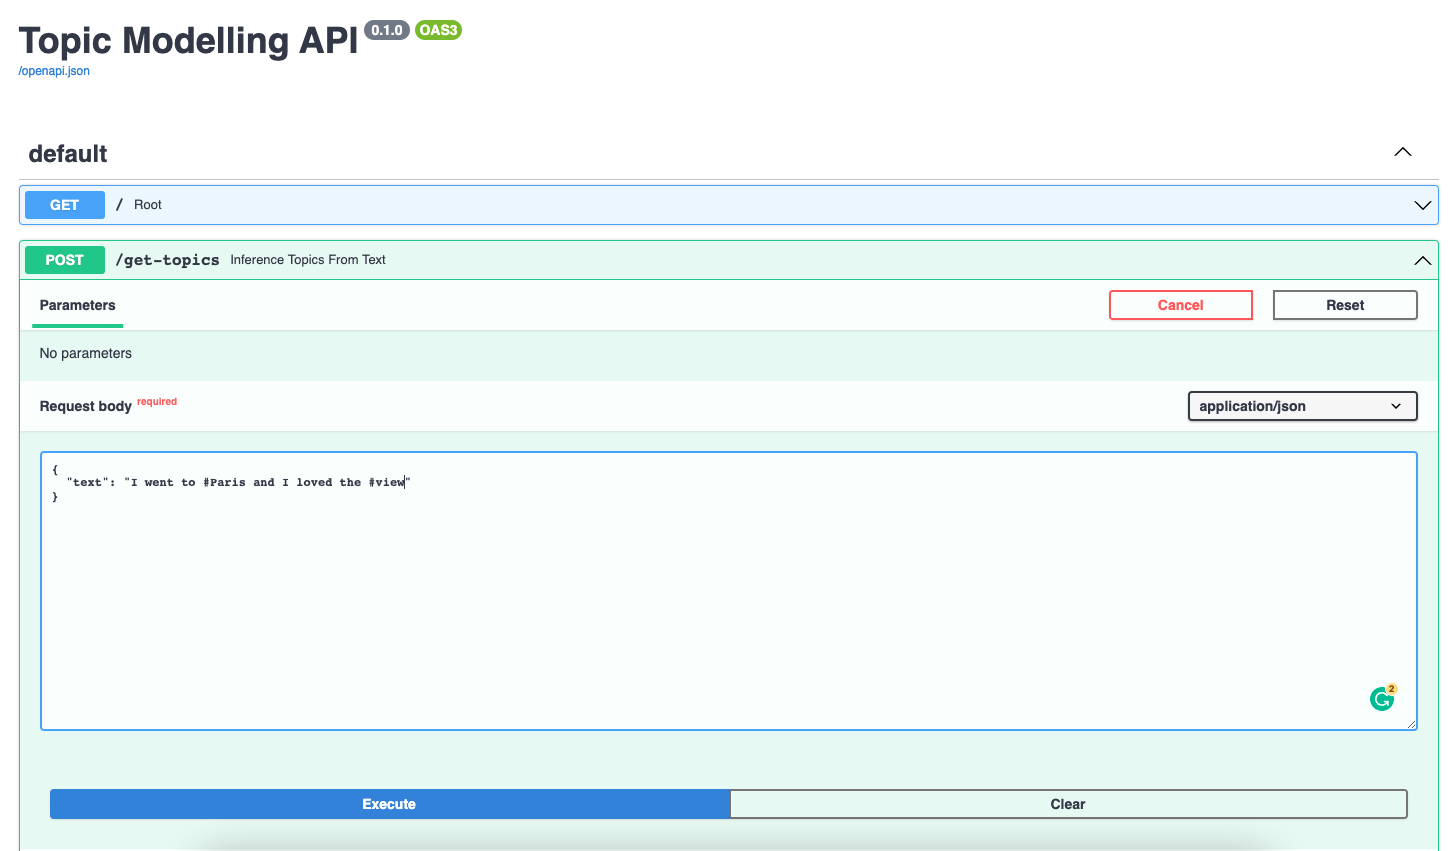 Topic Modelling API 0.1.0 OAS3
/openapi.json
default
GET / Root
POST /get-topics Inference Topics From Text
Parameters Cancel Reset
No parameters
Request body required application/json
{
"text": "I went to #Paris and I loved the #view"
}
2
Execute Clear